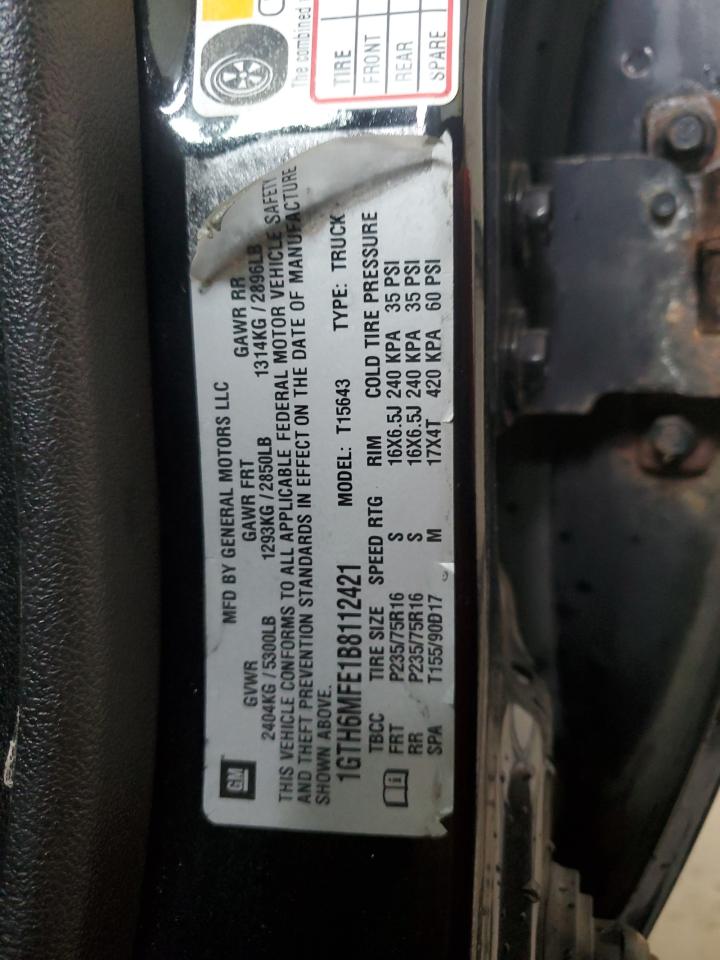 The combined
TIRE
FRONT
REAR
SPARE
MFD BY GENERAL MOTORS LLC
GM
GVWR GAWR FRT GAWR RR
2404KG / 5300LB 1293KG / 2850LB 1314KG / 2896LB
THIS VEHICLE CONFORMS TO ALL APPLICABLE FEDERAL MOTOR VEHICLE SAFETY
AND THEFT PREVENTION STANDARDS IN EFFECT ON THE DATE OF MANUFACTURE
SHOWN ABOVE.
1GTH6MFE1B8112421 MODEL: T15643 TYPE: TRUCK
TBCC TIRE SIZE SPEED RTG RIM COLD TIRE PRESSURE
FRT P235/75R16 S 16X6.5J 240 KPA 35 PSI
RR P235/75R16 S 16X6.5J 240 KPA 35 PSI
SPA T155/90D17 M 17X4T 420 KPA 60 PSI